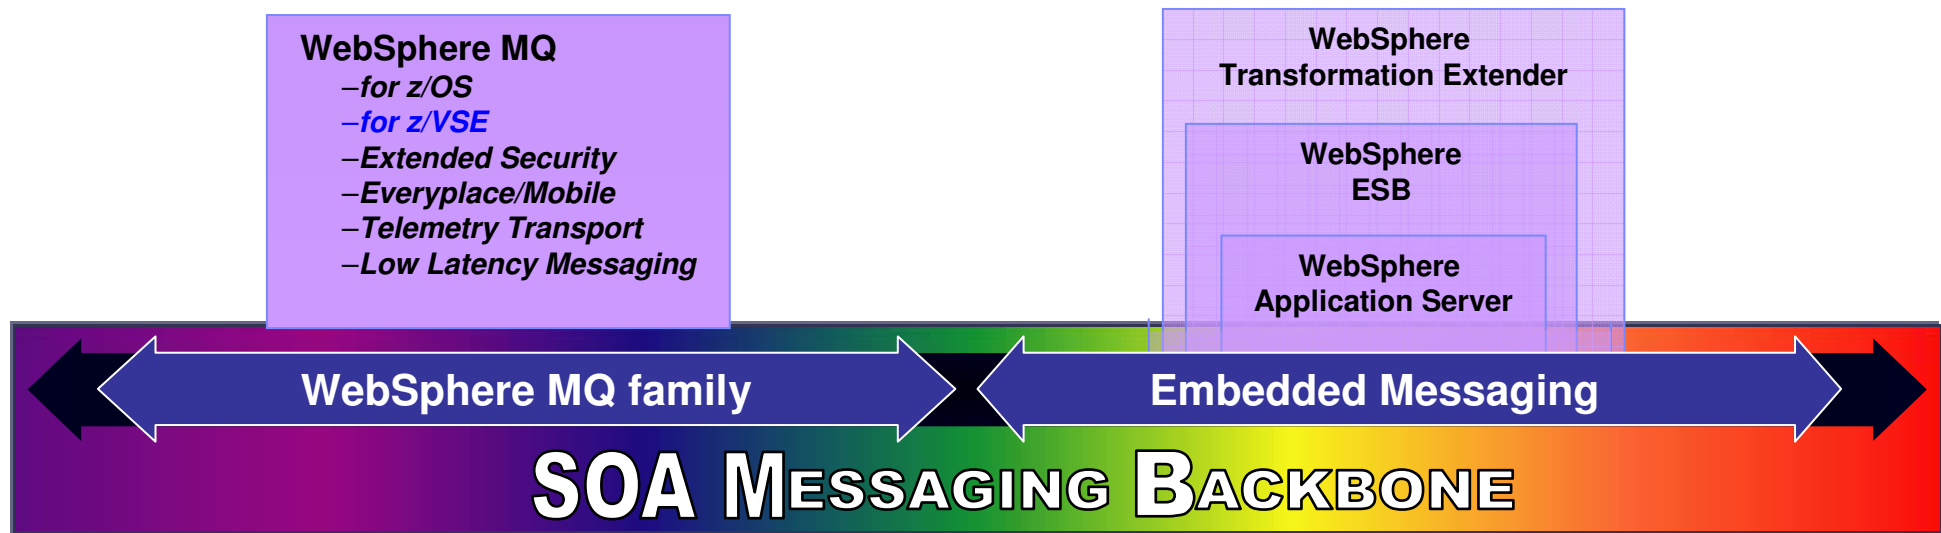 WebSphere MQ
–for z/OS
–for z/VSE
–Extended Security
–Everyplace/Mobile
–Telemetry Transport
–Low Latency Messaging
WebSphere
Transformation Extender
WebSphere
ESB
WebSphere
Application Server
WebSphere MQ family
Embedded Messaging
SOA MESSAGING BACKBONE